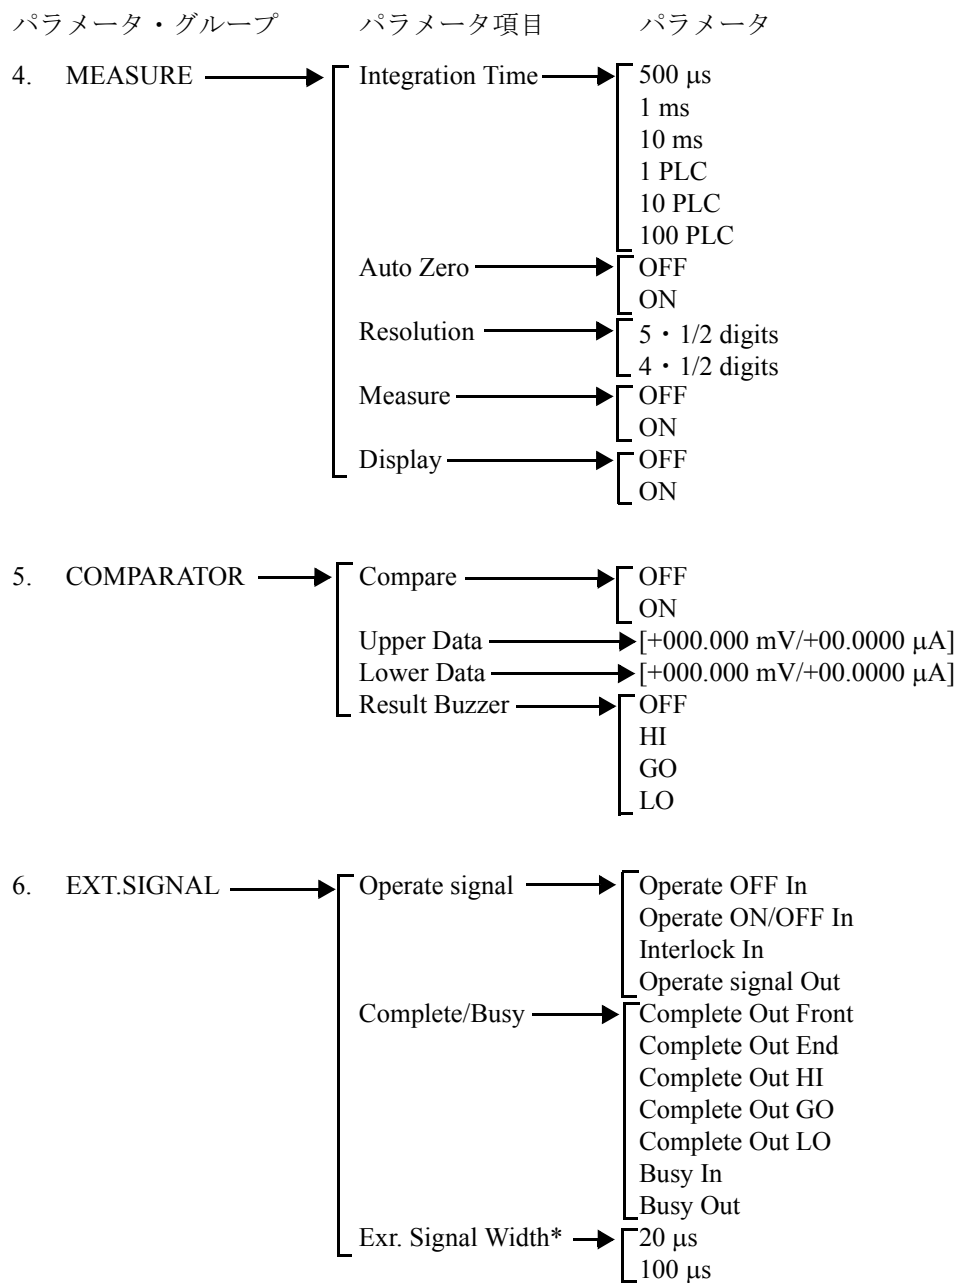 パラメータ・グループ パラメータ項目 パラメータ
4. MEASURE Integration Time 500 μs
1 ms
10 ms
1 PLC
10 PLC
100 PLC
Auto Zero OFF
ON
Resolution 5・1/2 digits
4・1/2 digits
Measure OFF
ON
Display OFF
ON
5. COMPARATOR Compare OFF
ON
Upper Data [+000.000 mV/+00.0000 μA]
Lower Data [+000.000 mV/+00.0000 μA]
Result Buzzer OFF
HI
GO
LO
6. EXT.SIGNAL Operate signal Operate OFF In
Operate ON/OFF In
Interlock In
Operate signal Out
Complete/Busy Complete Out Front
Complete Out End
Complete Out HI
Complete Out GO
Complete Out LO
Busy In
Busy Out
Exr. Signal Width* 20 μs
100 μs